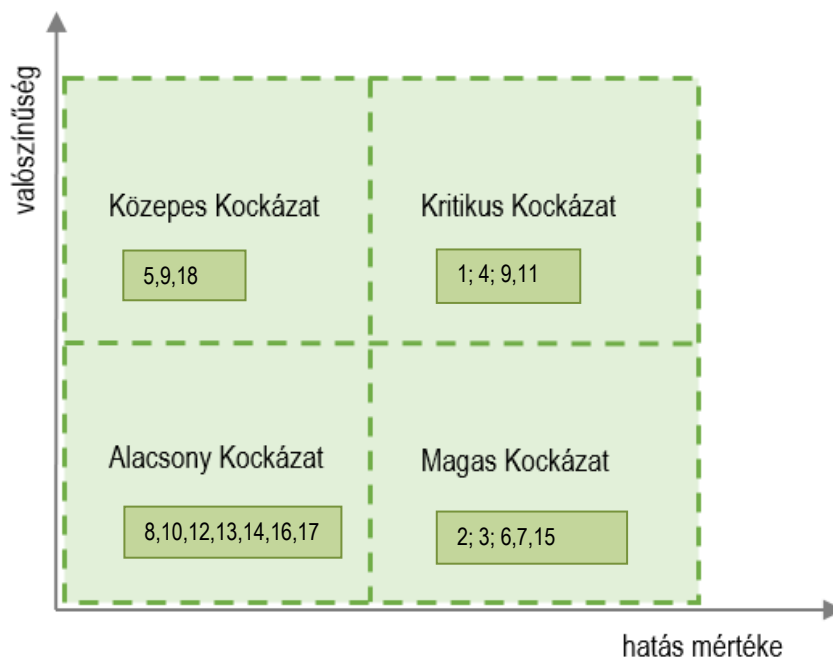 valószínűség
Közepes Kockázat
Kritikus Kockázat
5,9,18
1; 4; 9,11
Alacsony Kockázat
Magas Kockázat
8,10,12,13,14,16,17
2; 3; 6,7,15
hatás mértéke